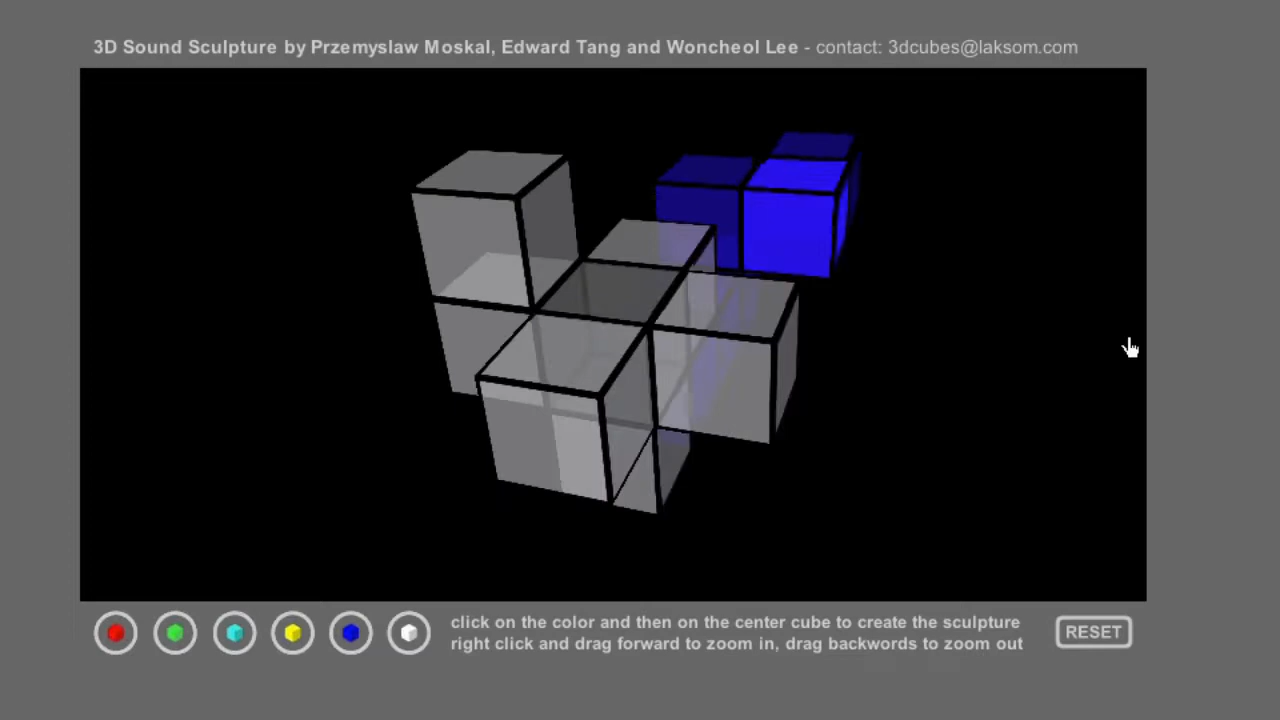 3D Sound Sculpture by Przemyslaw Moskal, Edward Tang and Woncheol Lee - contact: 3dcubes@laksom.com
click on the color and then on the center cube to create the sculpture
right click and drag forward to zoom in, drag backwords to zoom out
RESET